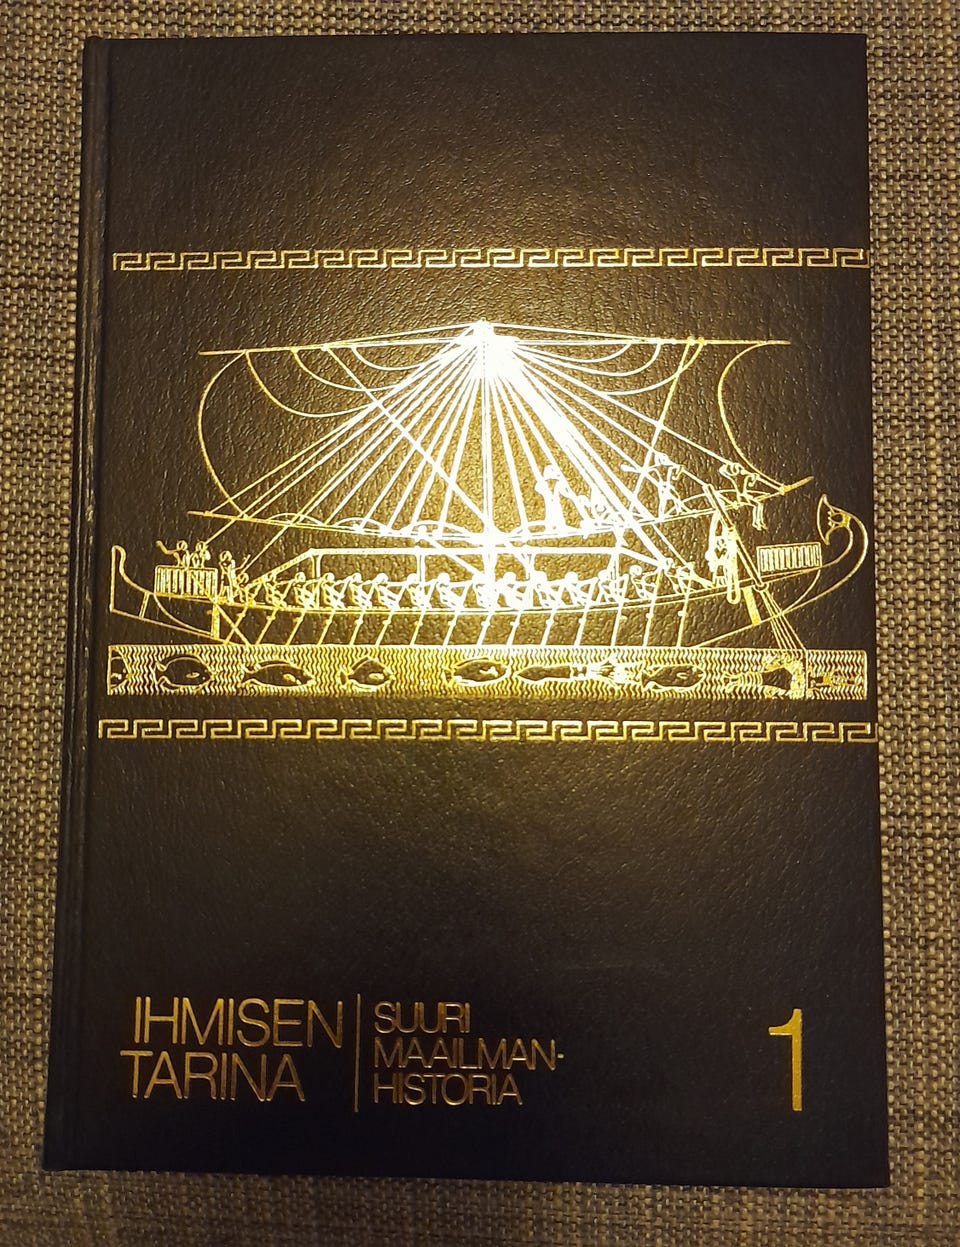 IHMISEN
TARINA
SUURI
MAAILMAN-
HISTORIA
1